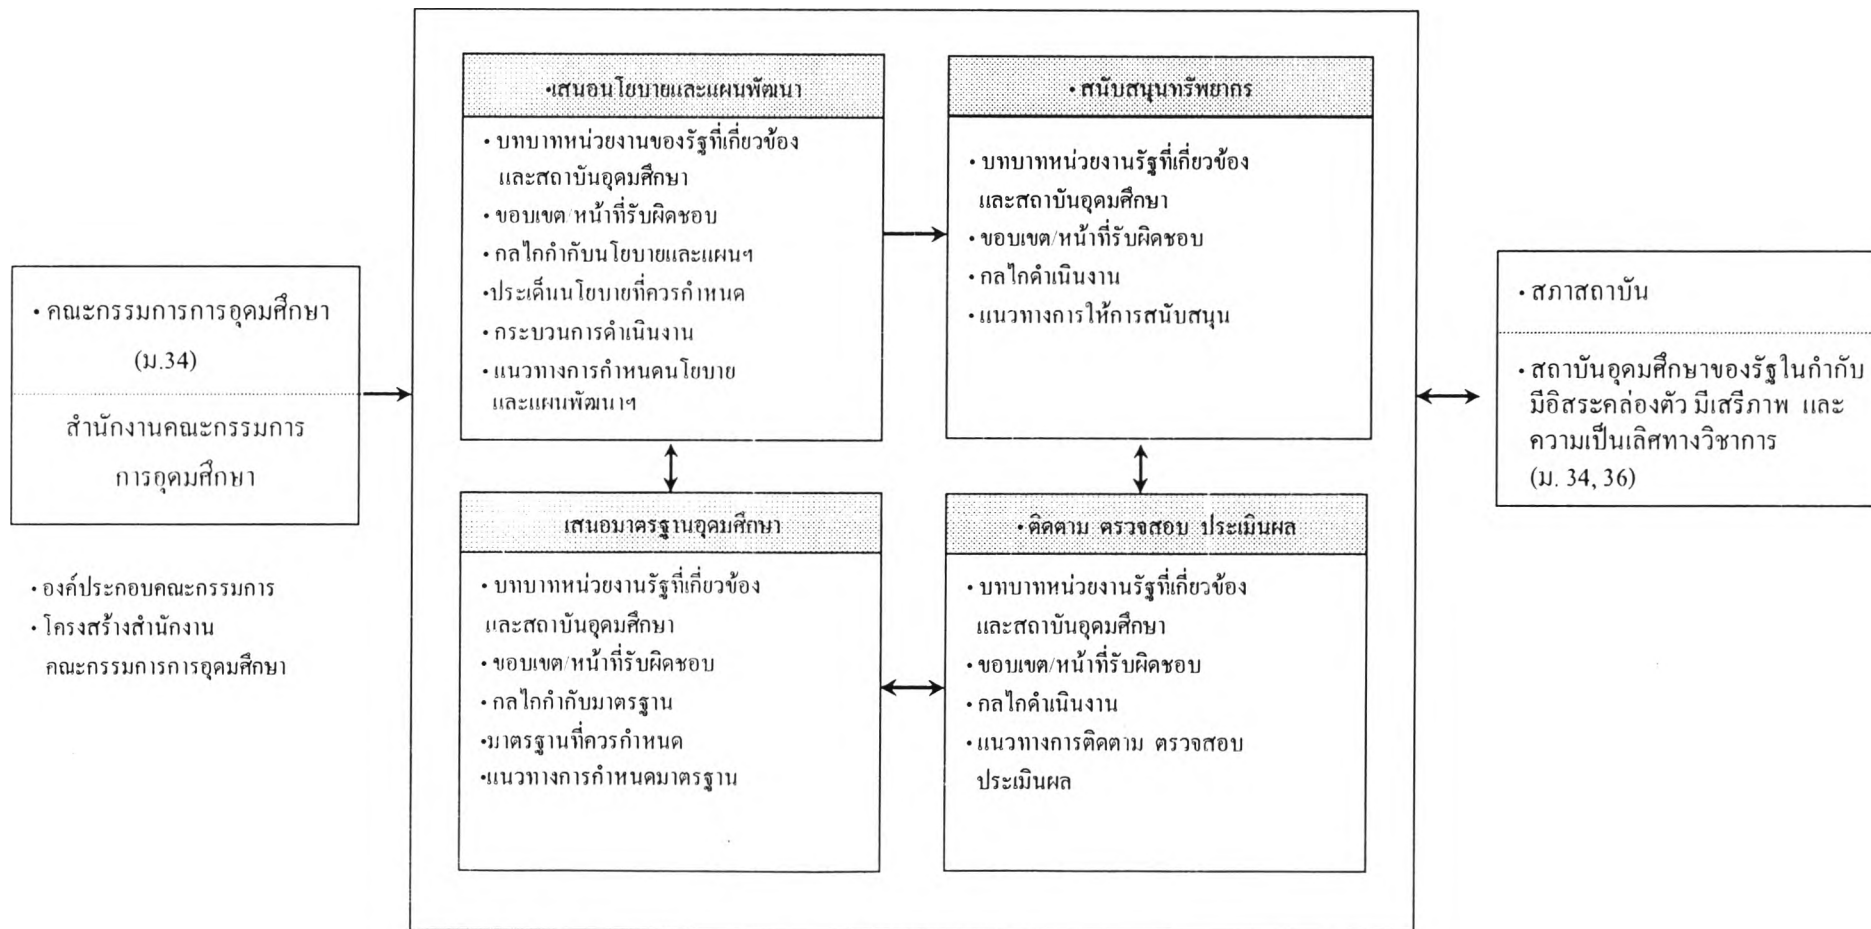 • คณะกรรมการการอุดมศึกษา
(ม.34)
สำนักงานคณะกรรมการ
การอุดมศึกษา
• องค์ประกอบคณะกรรมการ
• โครงสร้างสำนักงาน
คณะกรรมการการอุดมศึกษา
•เสนอนโยบายและแผนพัฒนา
• บทบาทหน่วยงานของรัฐที่เกี่ยวข้อง
และสถาบันอุดมศึกษา
• ขอบเขต/หน้าที่รับผิดชอบ
• กลไกกำกับนโยบายและแผนฯ
•ประเด็นนโยบายที่ควรกำหนด
• กระบวนการดำเนินงาน
• แนวทางการกำหนดนโยบาย
และแผนพัฒนาฯ
• สนับสนุนทรัพยากร
• บทบาทหน่วยงานรัฐที่เกี่ยวข้อง
และสถาบันอุดมศึกษา
• ขอบเขต/หน้าที่รับผิดชอบ
• กลไกดำเนินงาน
• แนวทางการให้การสนับสนุน
เสนอมาตรฐานอุดมศึกษา
• บทบาทหน่วยงานรัฐที่เกี่ยวข้อง
และสถาบันอุดมศึกษา
• ขอบเขต/หน้าที่รับผิดชอบ
• กลไกกำกับมาตรฐาน
•มาตรฐานที่ควรกำหนด
•แนวทางการกำหนดมาตรฐาน
• ติดตาม ตรวจสอบ ประเมินผล
• บทบาทหน่วยงานรัฐที่เกี่ยวข้อง
และสถาบันอุดมศึกษา
• ขอบเขต/หน้าที่รับผิดชอบ
• กลไกดำเนินงาน
• แนวทางการติดตาม ตรวจสอบ
ประเมินผล
• สภาสถาบัน
• สถาบันอุดมศึกษาของรัฐในกำกับ
มีอิสระคล่องตัว มีเสรีภาพ และ
ความเป็นเลิศทางวิชาการ
(ม. 34, 36)